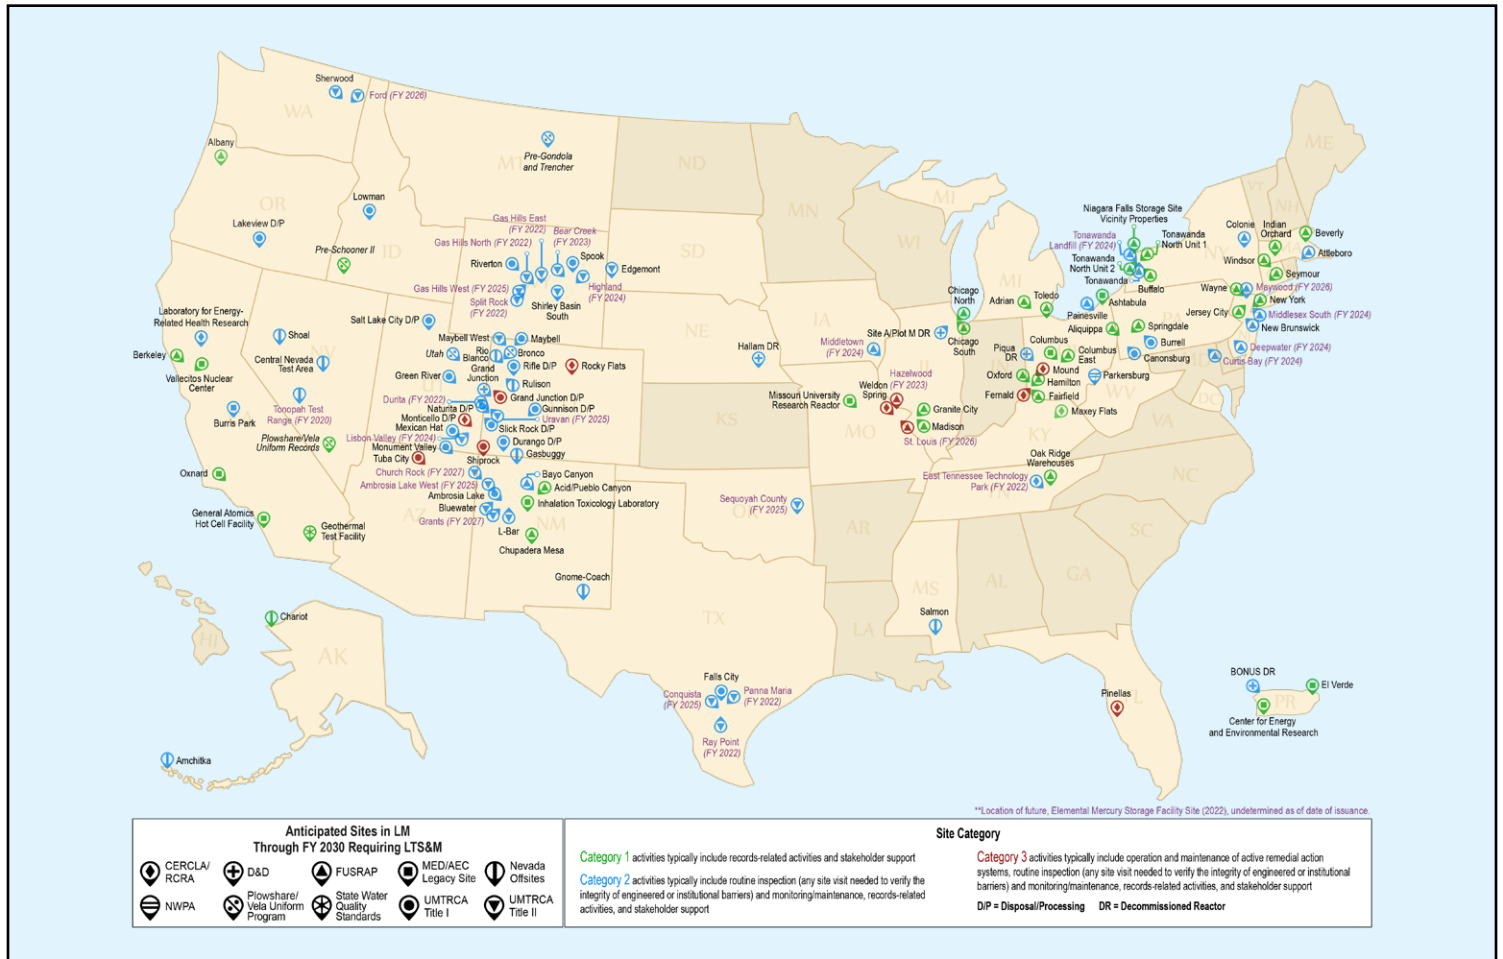 Sherwood
Ford (FY 2026)
WA
Albany
Pre-Gondola
and Trencher
MT
ND
ME
MN
OR
Lowman
Lakeview D/P
ID
Pre-Schooner II
Gas Hills East
(FY 2022)
Bear Creek
(FY 2023)
Gas Hills North (FY 2022)
Riverton
Spook
Edgemont
Gas Hills West (FY 2025)
Highland
(FY 2024)
Split Rock
(FY 2022)
Shirley Basin
South
SD
WI
MI
MI
VT
NH
Niagara Falls Storage Site
Vicinity Properties
Tonawanda
Landfill (FY 2024)
Tonawanda
North Unit 1
Tonawanda
North Unit 2
Tonawanda
Buffalo
NY
Colonie
Indian
Orchard
Beverly
MA
Attleboro
Windsor
Seymour
Wayne
Maywood (FY 2026)
New York
Jersey City
Middlesex South (FY 2024)
New Brunswick
Deepwater (FY 2024)
Curtis Bay (FY 2024)
Ashtabula
Painesville
Aliquippa
Springdale
PA
Burrell
Canonsburg
MD
DC
Laboratory for Energy-
Related Health Research
Shoal
Berkeley
Vallecitos Nuclear
Center
Central Nevada
Test Area
NV
Tonopah Test
Range (FY 2020)
Burris Park
CA
Plowshare/Vela
Uniform Records
Oxnard
General Atomics
Hot Cell Facility
Geothermal
Test Facility
Salt Lake City D/P
Maybell West
Maybell
Utah
Rio
Blanco
Bronco
Rifle D/P
Rocky Flats
Green River
UT
Grand
Junction
Rulison
Grand Junction D/P
Durita (FY 2022)
Naturita D/P
Gunnison D/P
Uravan (FY 2025)
Monticello D/P
Mexican Hat
Slick Rock D/P
Lisbon Valley (FY 2024)
Durango D/P
Monument Valley
Gasbuggy
Tuba City
Shiprock
Church Rock (FY 2027)
Bayo Canyon
Ambrosia Lake West (FY 2025)
Acid/Pueblo Canyon
Ambrosia Lake
Inhalation Toxicology Laboratory
Bluewater
Grants (FY 2027)
AZ
L-Bar
NM
Chupadera Mesa
Gnome-Coach
NE
Hallam DR
KS
IA
Middletown
(FY 2024)
Site A/Plot M DR
Chicago
North
Chicago
South
Adrian
Toledo
IL
IN
Piqua
DR
Columbus
Columbus
East
Mound
Oxford
Hamilton
Fernald
Fairfield
Parkersburg
WV
VA
Maxey Flats
KY
Hazelwood
(FY 2023)
Weldon
Spring
Missouri University
Research Reactor
MO
Granite City
Madison
St. Louis (FY 2026)
Oak Ridge
Warehouses
East Tennessee Technology
Park (FY 2022)
TN
NC
SC
Sequoyah County
(FY 2025)
OK
AR
MS
AL
GA
Salmon
LA
TX
Falls City
Conquista
(FY 2025)
Panna Maria
(FY 2022)
Ray Point
(FY 2022)
Pinellas
FL
BONUS DR
El Verde
PR
Center for Energy
and Environmental Research
HI
Chariot
AK
Amchitka
**Location of future, Elemental Mercury Storage Facility Site (2022), undetermined as of date of issuance.
Anticipated Sites in LM
Through FY 2030 Requiring LTS&M
CERCLA/
RCRA
D&D
FUSRAP
MED/AEC
Legacy Site
Nevada
Offsites
NWPA
Plowshare/
Vela Uniform
Program
State Water
Quality
Standards
UMTRCA
Title I
UMTRCA
Title II
Site Category
Category 1 activities typically include records-related activities and stakeholder support
Category 2 activities typically include routine inspection (any site visit needed to verify the
integrity of engineered or institutional barriers) and monitoring/maintenance, records-related
activities, and stakeholder support
Category 3 activities typically include operation and maintenance of active remedial action
systems, routine inspection (any site visit needed to verify the integrity of engineered or institutional
barriers) and monitoring/maintenance, records-related activities, and stakeholder support
D/P = Disposal/Processing DR = Decommissioned Reactor